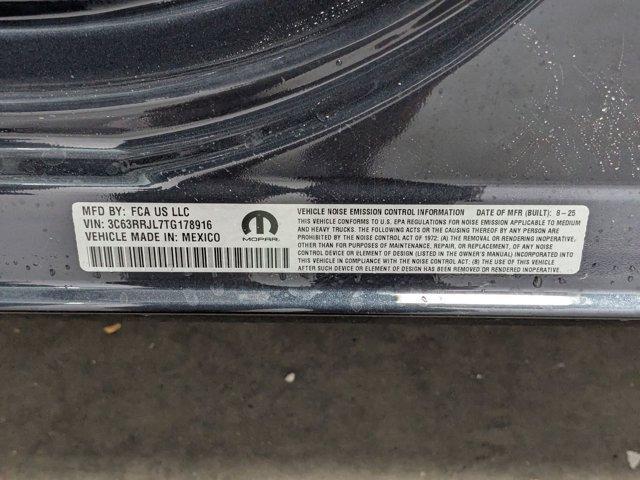 MFD BY: FCA US LLC
VIN: 3C63RRJL7TG178916
VEHICLE MADE IN: MEXICO
MOPAR
VEHICLE NOISE EMISSION CONTROL INFORMATION DATE OF MFR (BUILT): 8-25
THIS VEHICLE CONFORMS TO U.S. EPA REGULATIONS FOR NOISE EMISSION APPLICABLE TO MEDIUM
AND HEAVY TRUCKS. THE FOLLOWING ACTS OR THE CAUSING THEREOF BY ANY PERSON ARE
PROHIBITED BY THE NOISE CONTROL ACT OF 1972: (A) THE REMOVAL OR RENDERING INOPERATIVE,
OTHER THAN FOR PURPOSES OF MAINTENANCE, REPAIR, OR REPLACEMENT, OF ANY NOISE
CONTROL DEVICE OR ELEMENT OF DESIGN (LISTED IN THE OWNER'S MANUAL) INCORPORATED INTO
THIS VEHICLE IN COMPLIANCE WITH THE NOISE CONTROL ACT; (B) THE USE OF THIS VEHICLE
AFTER SUCH DEVICE OR ELEMENT OF DESIGN HAS BEEN REMOVED OR RENDERED INOPERATIVE.